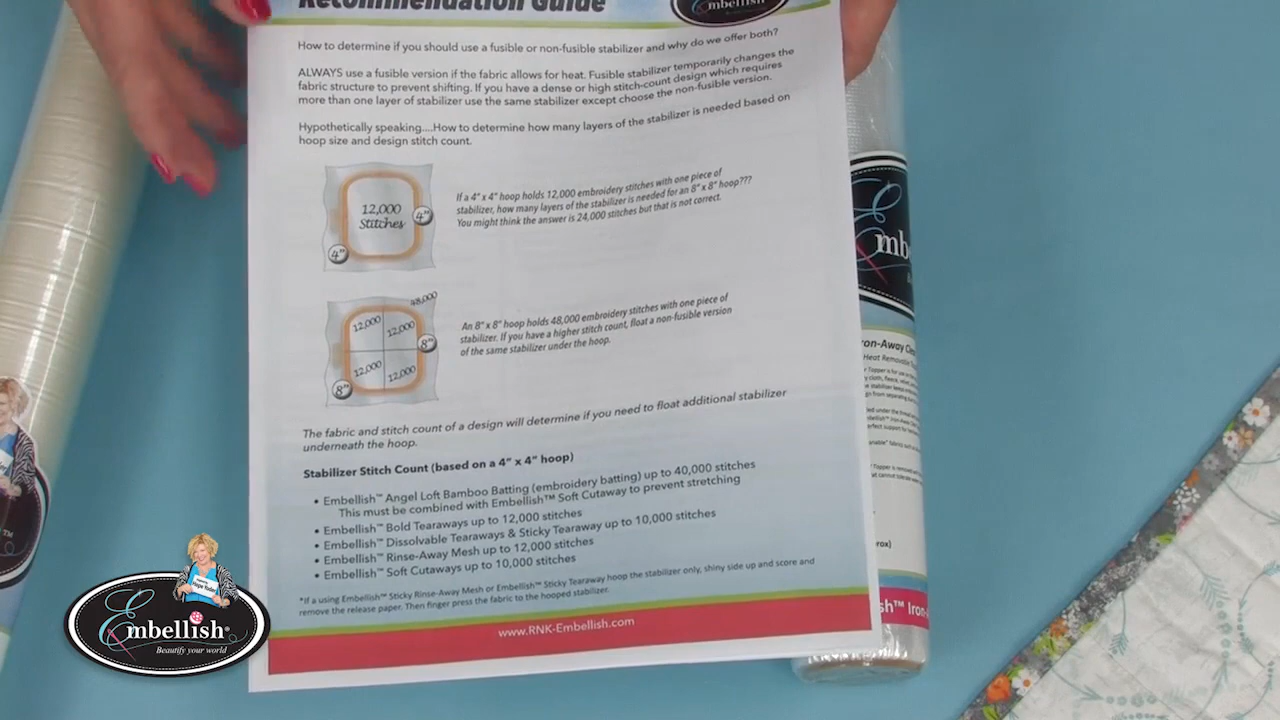 Recommendation Guide
Embellish
How to determine if you should use a fusible or non-fusible stabilizer and why do we offer both?
ALWAYS use a fusible version if the fabric allows for heat. Fusible stabilizer temporarily changes the
fabric structure to prevent shifting. If you have a dense or high stitch-count design which requires
more than one layer of stabilizer use the same stabilizer except choose the non-fusible version.
Hypothetically speaking....How to determine how many layers of the stabilizer is needed based on
hoop size and design stitch count.
12,000
Stitches
4"
4"
If a 4" x 4" hoop holds 12,000 embroidery stitches with one piece of
stabilizer, how many layers of the stabilizer is needed for an 8" x 8" hoop???
You might think the answer is 24,000 stitches but that is not correct.
48,000
12,000
12,000
8"
12,000
12,000
8"
An 8" x 8" hoop holds 48,000 embroidery stitches with one piece of
stabilizer. If you have a higher stitch count, float a non-fusible version
of the same stabilizer under the hoop.
The fabric and stitch count of a design will determine if you need to float additional stabilizer
underneath the hoop.
Stabilizer Stitch Count (based on a 4" x 4" hoop)
• Embellish™ Angel Loft Bamboo Batting (embroidery batting) up to 40,000 stitches
This must be combined with Embellish™ Soft Cutaway to prevent stretching
• Embellish™ Bold Tearaways up to 12,000 stitches
• Embellish™ Dissolvable Tearaways & Sticky Tearaway up to 10,000 stitches
• Embellish™ Rinse-Away Mesh up to 12,000 stitches
• Embellish™ Soft Cutaways up to 10,000 stitches
*If a using Embellish™ Sticky Rinse-Away Mesh or Embellish™ Sticky Tearaway hoop the stabilizer only, shiny side up and score and
remove the release paper. Then finger press the fabric to the hooped stabilizer.
www.RNK-Embellish.com
Emb
ron-Away Cle
Heat Removable
sh™ Iron-
Embellish®
Beautify your world